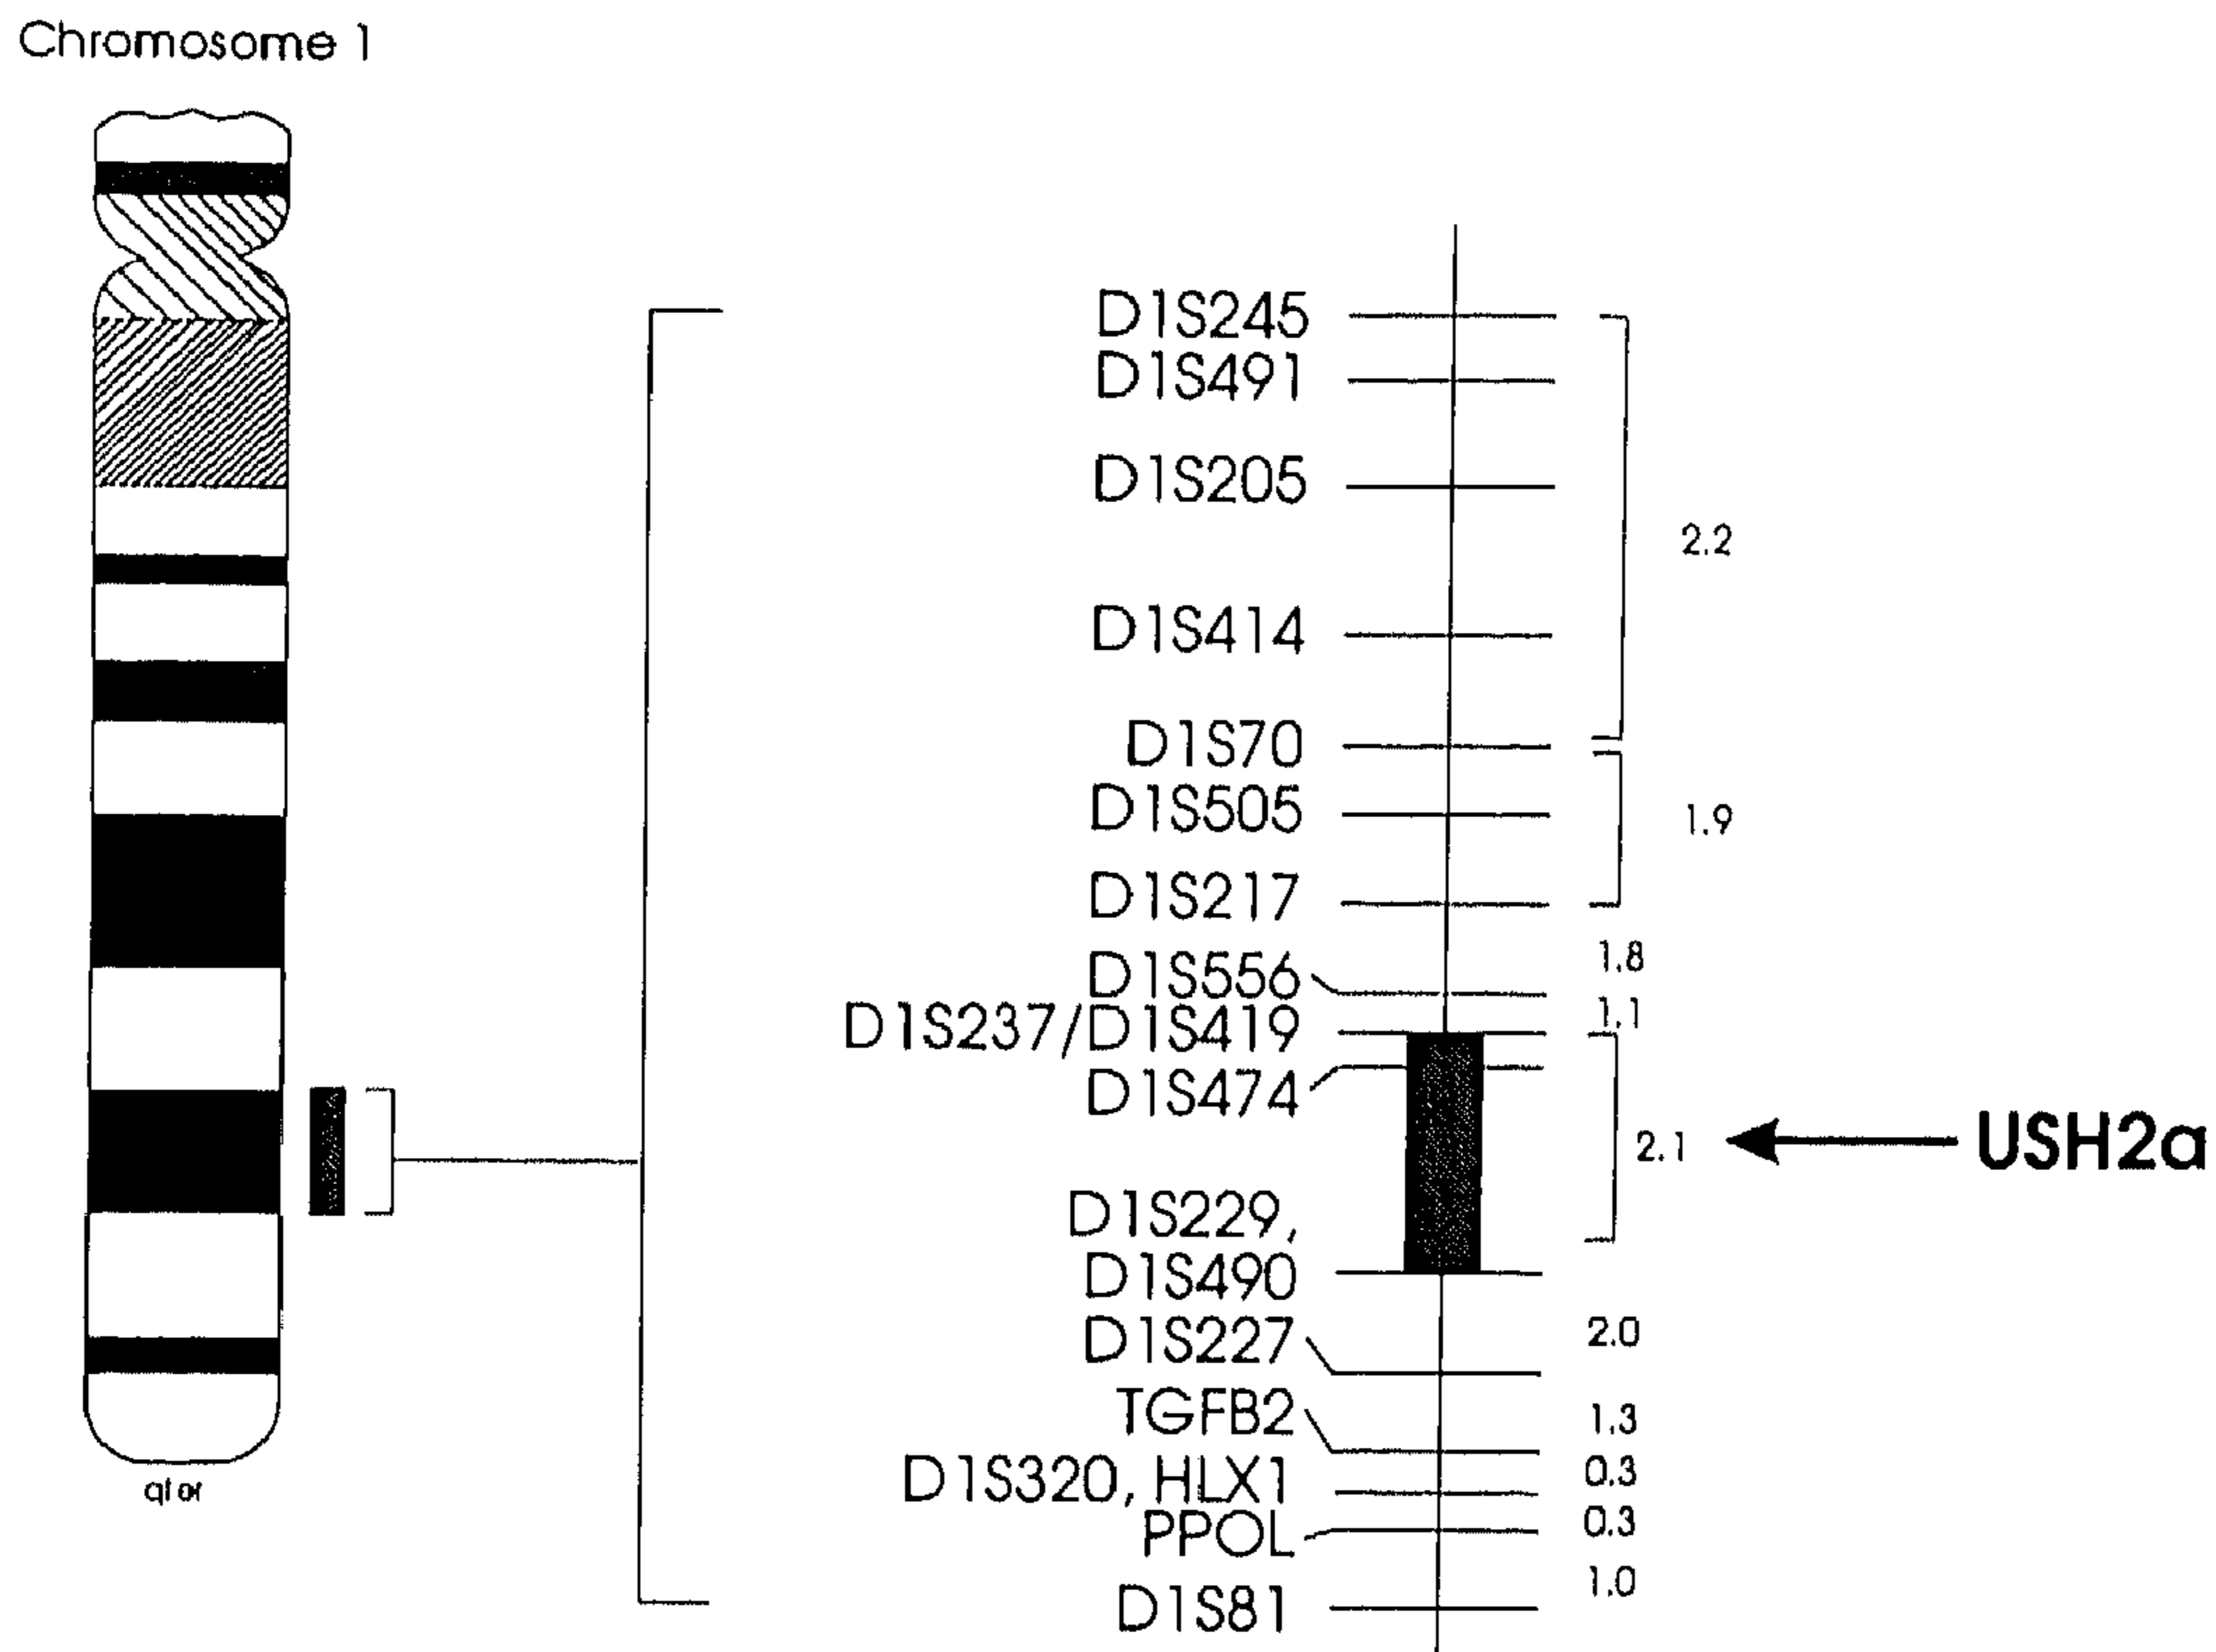 Chromosome 1
D1S245
D1S491
D1S205
2.2
D1S414
D1S70
D1S505
1.9
D1S217
1.8
D1S556
1.1
D1S237/D1S419
D1S474
2.1
USH2a
D1S229,
D1S490
2.0
D1S227
1.3
TGFB2
0.3
D1S320, HLX1
0.3
PPOL
1.0
D1S81